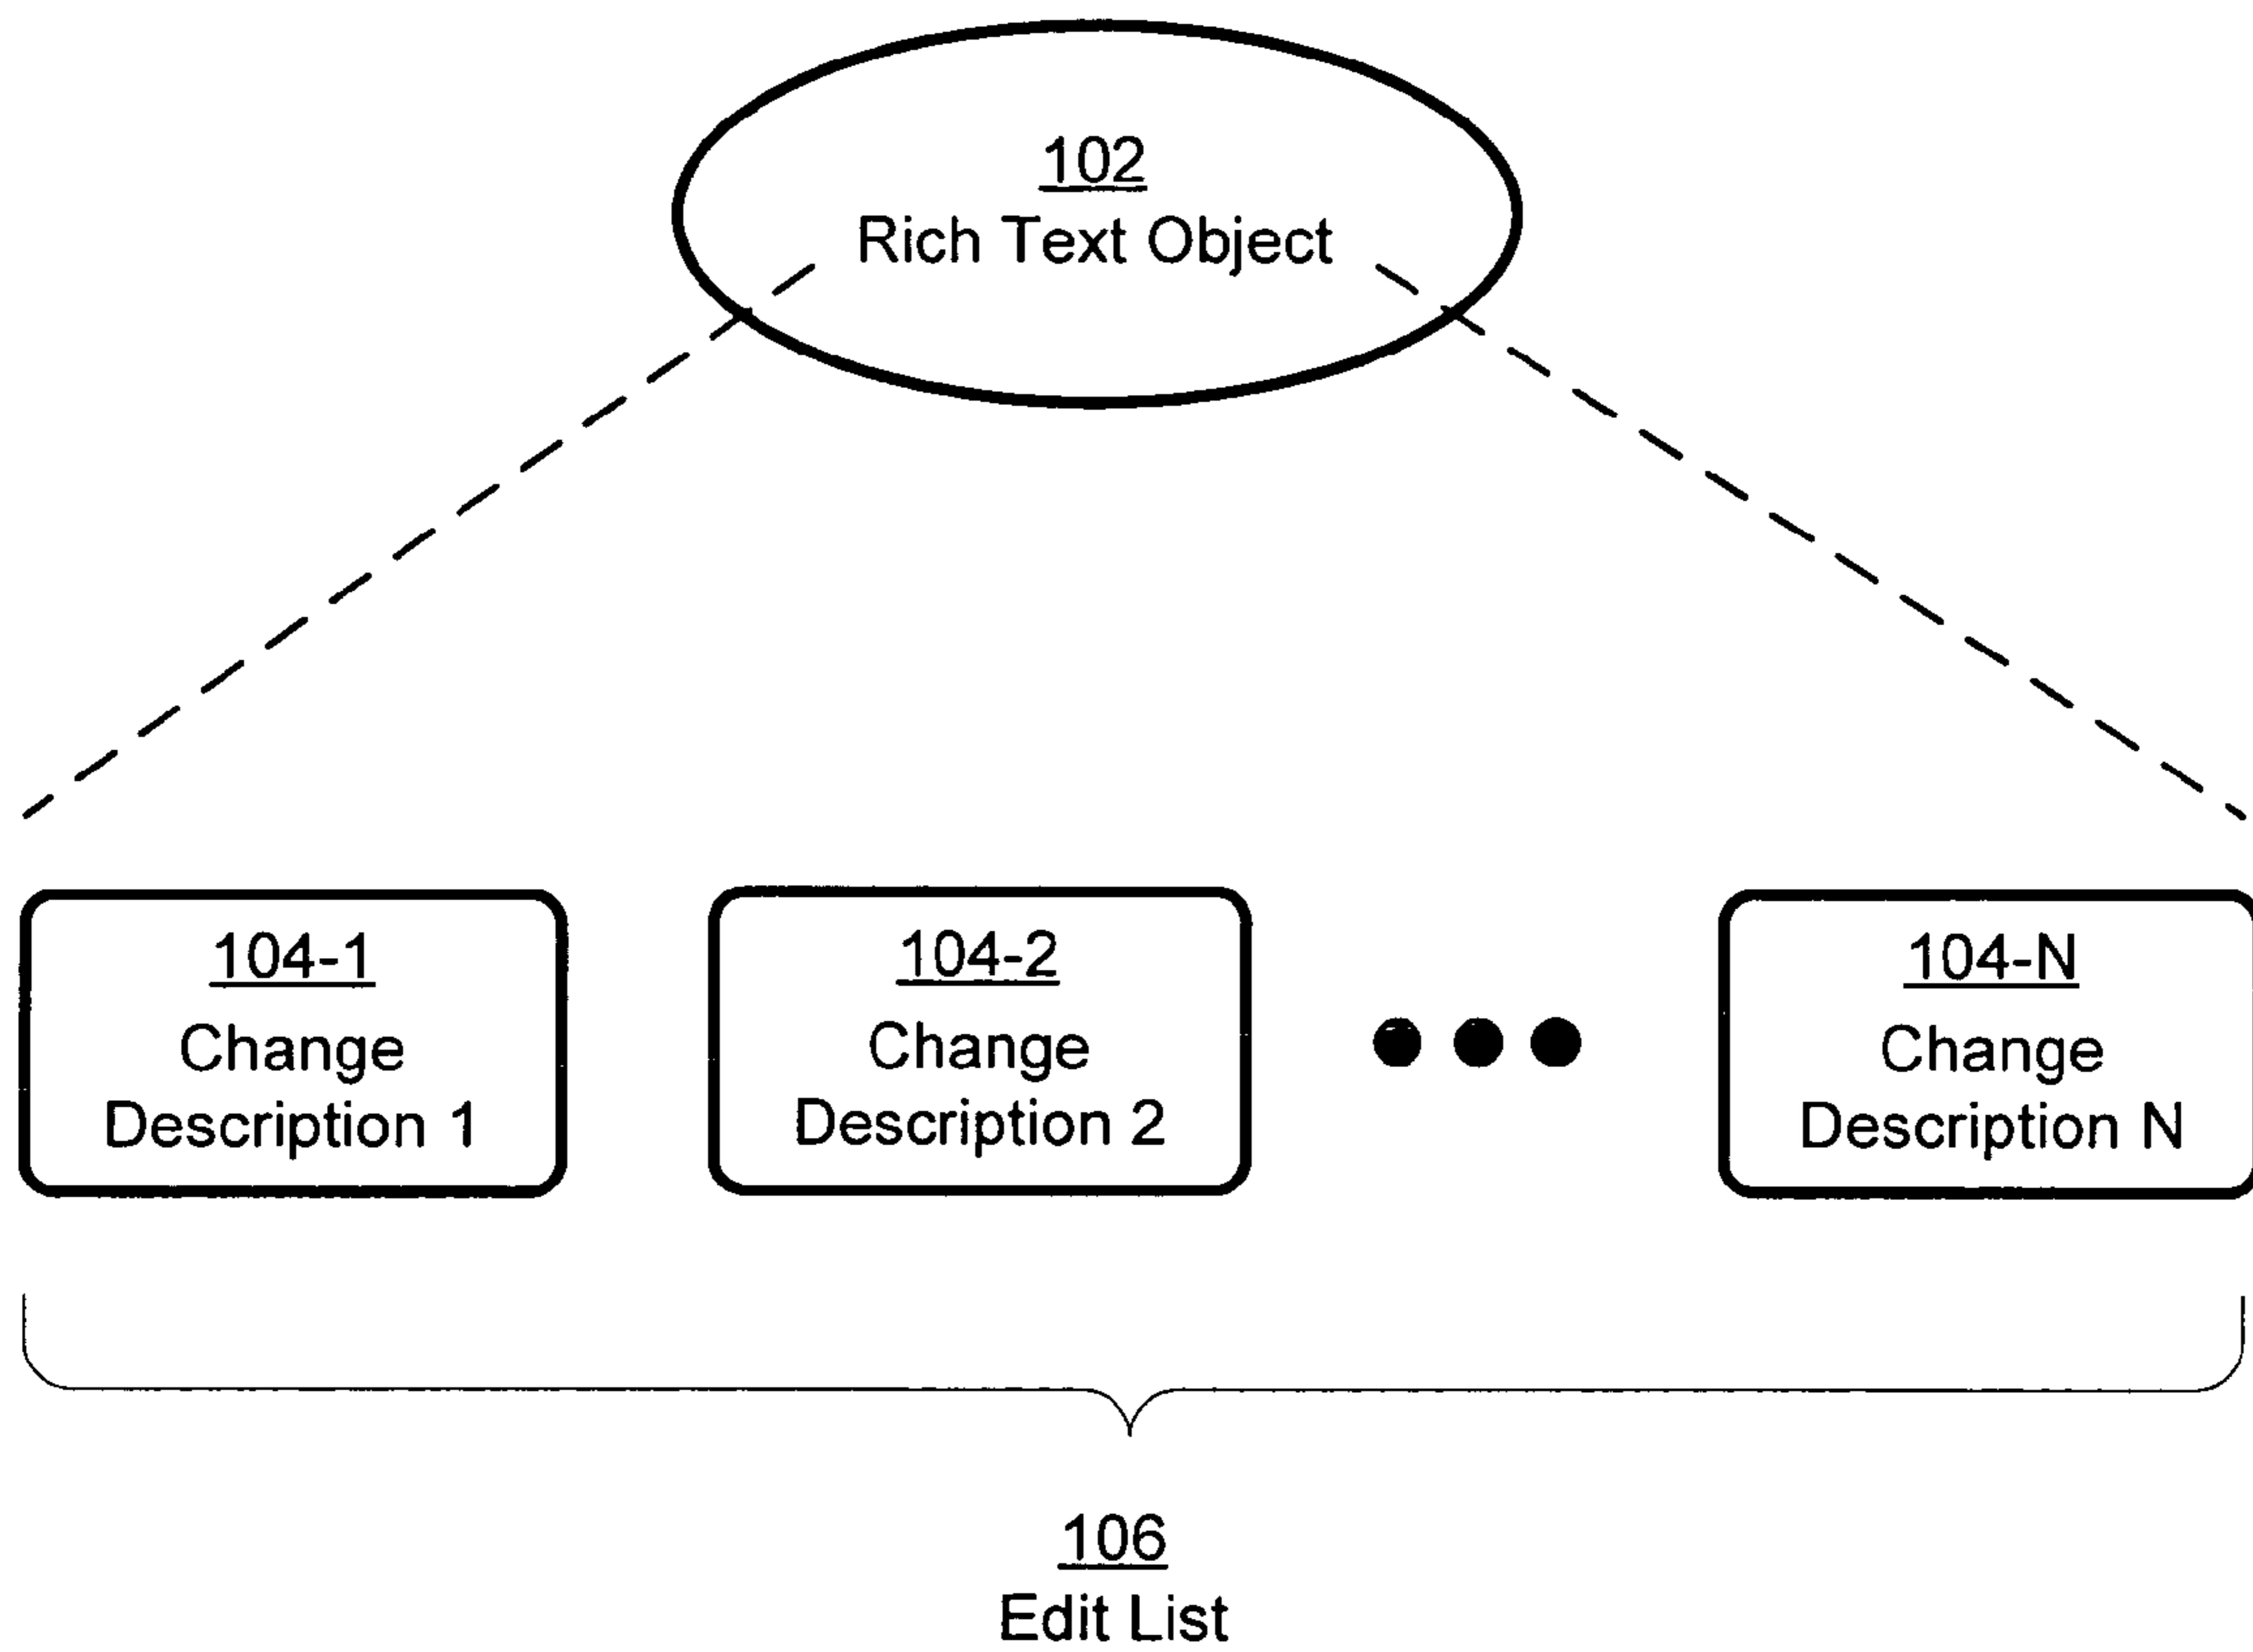 102
Rich Text Object
104-1
Change
Description 1
104-2
Change
Description 2
104-N
Change
Description N
106
Edit List